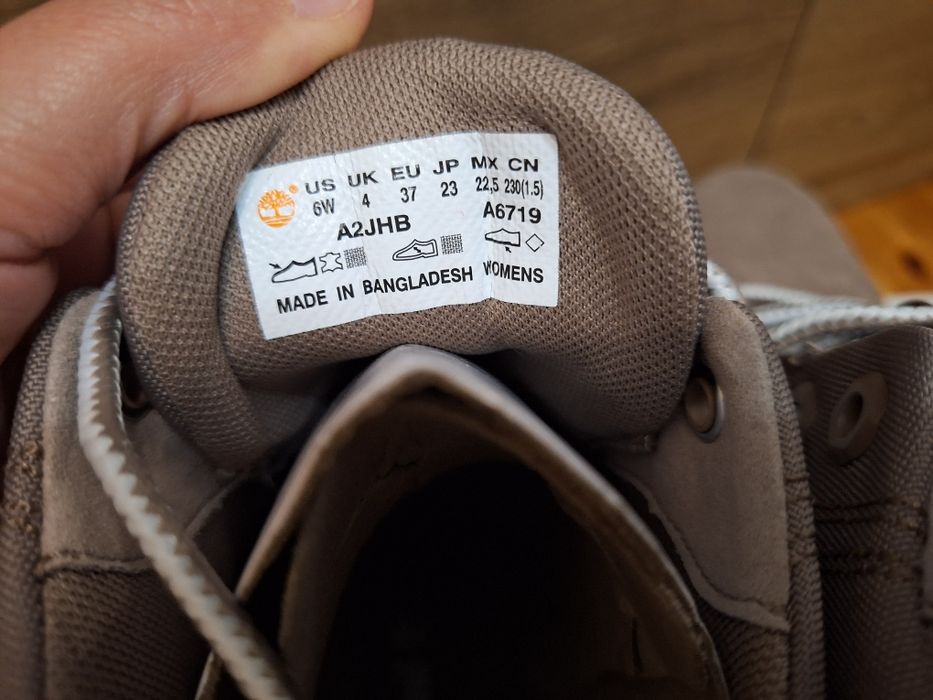 US UK EU JP MX CN
6W 4 37 23 22,5 230(1.5)
A2JHB A6719
MADE IN BANGLADESH WOMENS